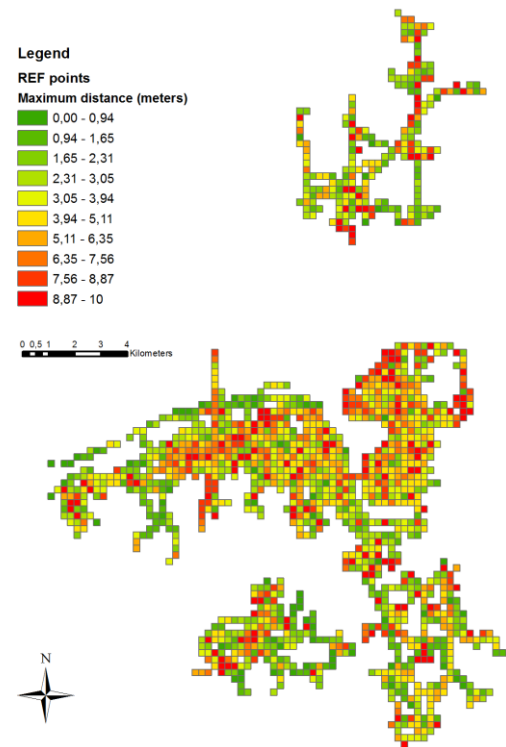 Legend
REF points
Maximum distance (meters)
0,00 - 0,94
0,94 - 1,65
1,65 - 2,31
2,31 - 3,05
3,05 - 3,94
3,94 - 5,11
5,11 - 6,35
6,35 - 7,56
7,56 - 8,87
8,87 - 10
0 0,5 1 2 3 4
Kilometers
N